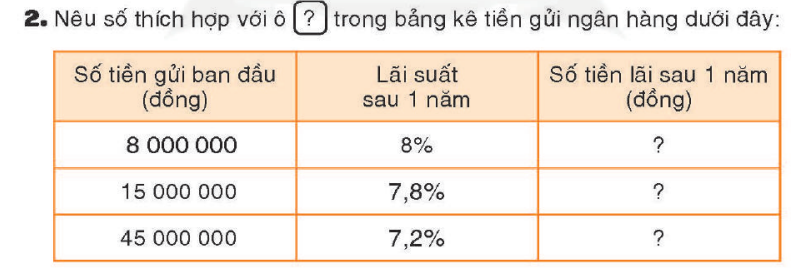 2. Nêu số thích hợp với ô ? trong bảng kê tiền gửi ngân hàng dưới đây:
Số tiền gửi ban đầu (đồng) Lãi suất sau 1 năm Số tiền lãi sau 1 năm (đồng)
8 000 000 8% ?
15 000 000 7,8% ?
45 000 000 7,2% ?